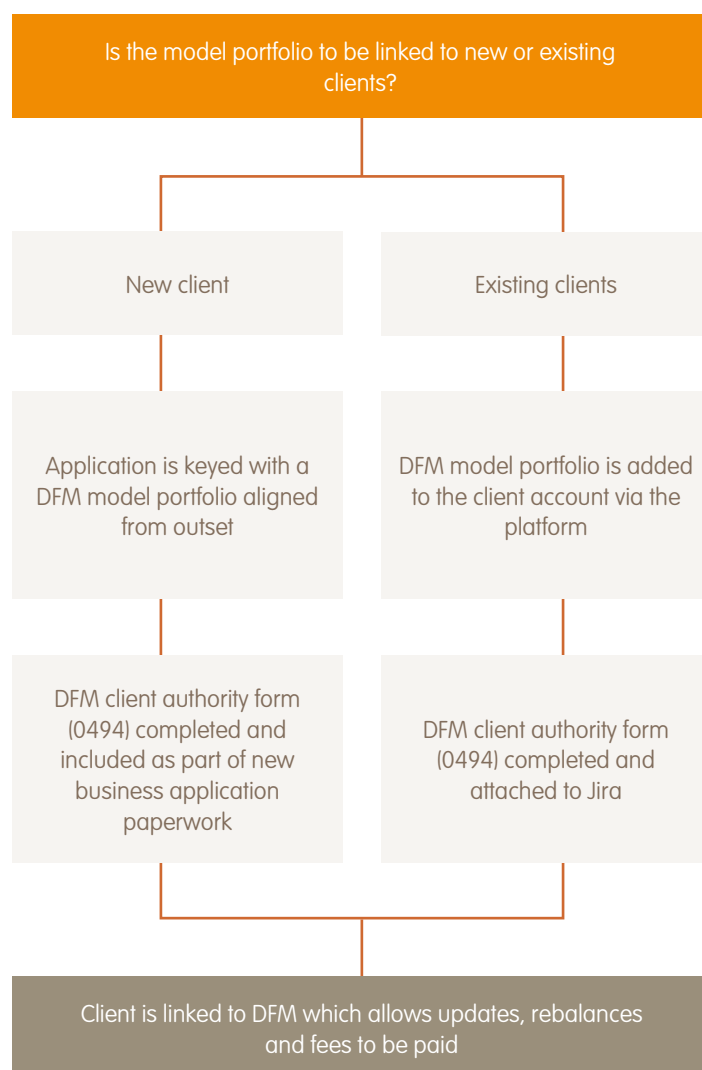 Is the model portfolio to be linked to new or existing
clients?
New client
Existing clients
Application is keyed with a
DFM model portfolio aligned
from outset
DFM model portfolio is added
to the client account via the
platform
DFM client authority form
(0494) completed and
included as part of new
business application
paperwork
DFM client authority form
(0494) completed and
attached to Jira
Client is linked to DFM which allows updates, rebalances
and fees to be paid